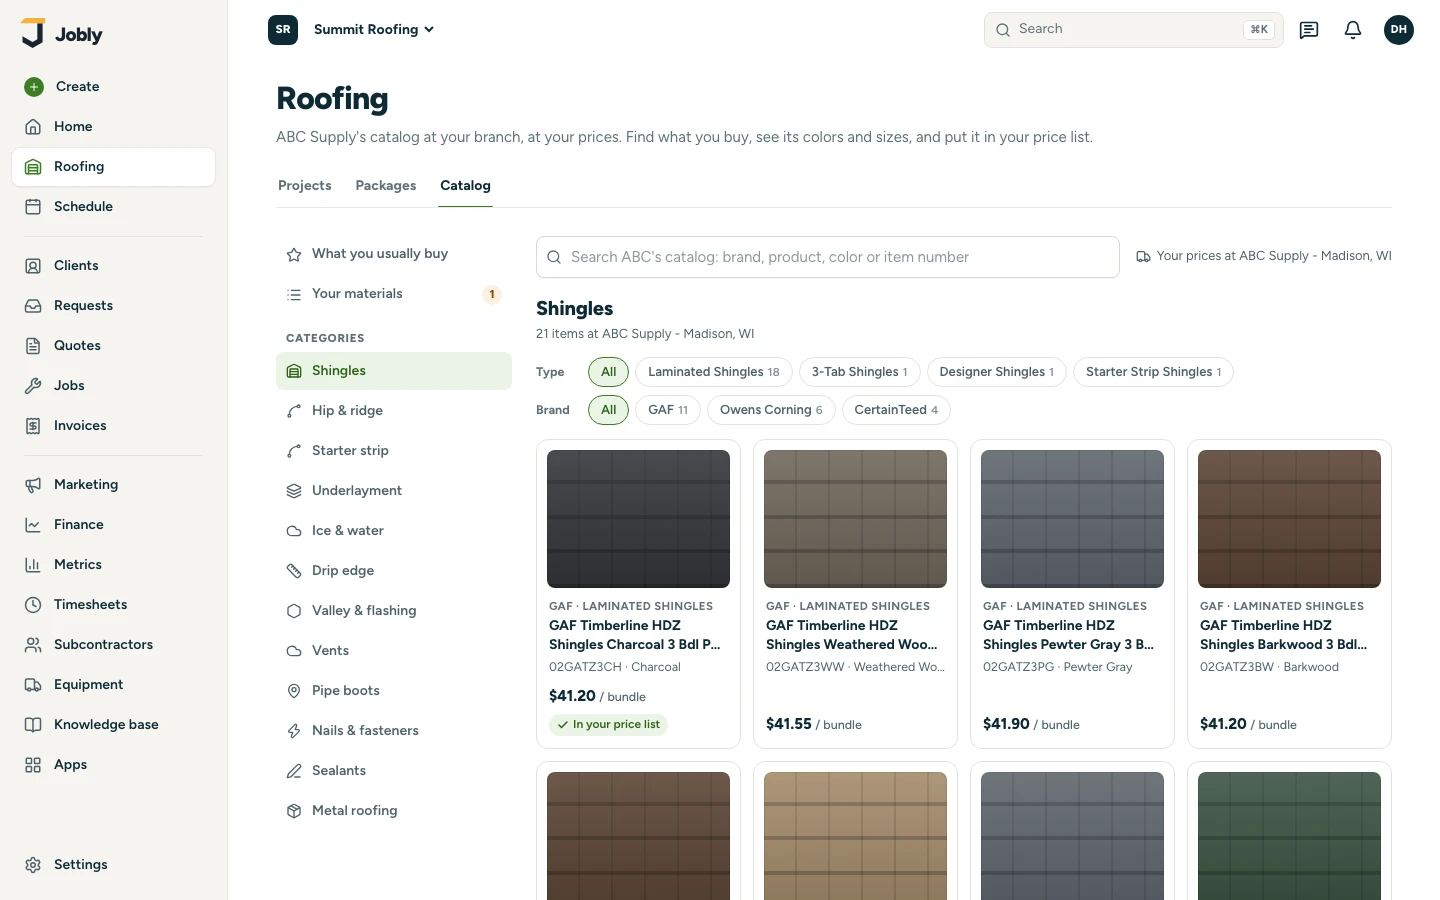 Jobly
SR
Summit Roofing
Search
⌘K
DH
Create
Home
Roofing
Schedule
Clients
Requests
Quotes
Jobs
Invoices
Marketing
Finance
Metrics
Timesheets
Subcontractors
Equipment
Knowledge base
Apps
Settings
Roofing
ABC Supply's catalog at your branch, at your prices. Find what you buy, see its colors and sizes, and put it in your price list.
Projects
Packages
Catalog
What you usually buy
Your materials 1
CATEGORIES
Shingles
Hip & ridge
Starter strip
Underlayment
Ice & water
Drip edge
Valley & flashing
Vents
Pipe boots
Nails & fasteners
Sealants
Metal roofing
Search ABC's catalog: brand, product, color or item number
Your prices at ABC Supply - Madison, WI
Shingles
21 items at ABC Supply - Madison, WI
Type All Laminated Shingles 18 3-Tab Shingles 1 Designer Shingles 1 Starter Strip Shingles 1
Brand All GAF 11 Owens Corning 6 CertainTeed 4
GAF · LAMINATED SHINGLES
GAF Timberline HDZ
Shingles Charcoal 3 Bdl P...
02GATZ3CH · Charcoal
$41.20 / bundle
In your price list
GAF · LAMINATED SHINGLES
GAF Timberline HDZ
Shingles Weathered Woo...
02GATZ3WW · Weathered Wo...
$41.55 / bundle
GAF · LAMINATED SHINGLES
GAF Timberline HDZ
Shingles Pewter Gray 3 B...
02GATZ3PG · Pewter Gray
$41.90 / bundle
GAF · LAMINATED SHINGLES
GAF Timberline HDZ
Shingles Barkwood 3 Bdl...
02GATZ3BW · Barkwood
$41.20 / bundle